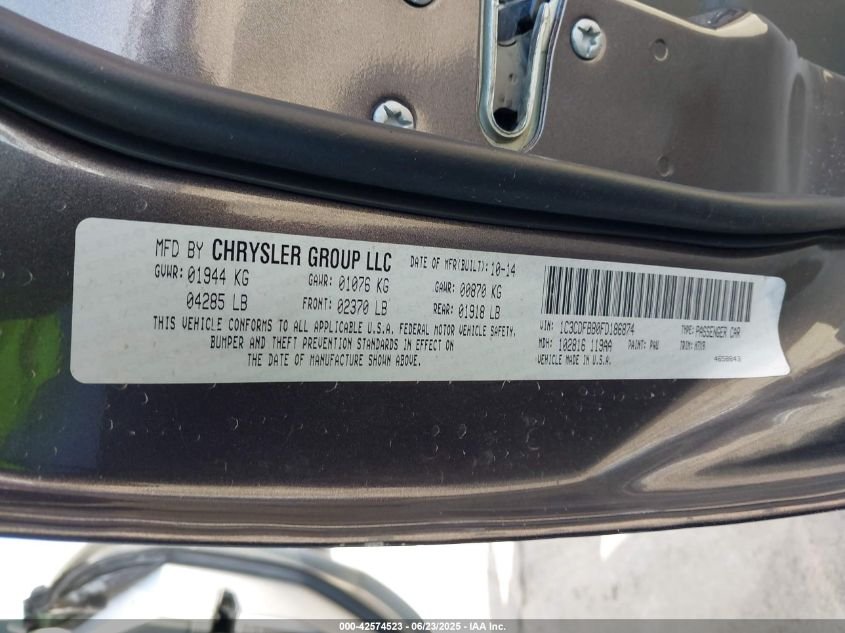 MFD BY CHRYSLER GROUP LLC DATE OF MFR(BUILT): 10-14
GVWR: 01944 KG GAWR: 01076 KG GAWR: 00870 KG
04285 LB FRONT: 02370 LB REAR: 01918 LB
THIS VEHICLE CONFORMS TO ALL APPLICABLE U.S.A. FEDERAL MOTOR VEHICLE SAFETY,
BUMPER AND THEFT PREVENTION STANDARDS IN EFFECT ON
THE DATE OF MANUFACTURE SHOWN ABOVE.
VIN: 1C3CDFBB0FD186874 TYPE: PASSENGER CAR
MDH: 102816 119AA PAINT: PAU TRIM:
VEHICLE MADE IN U.S.A. 4658843
000-42574523 - 06/23/2025 - IAA Inc.